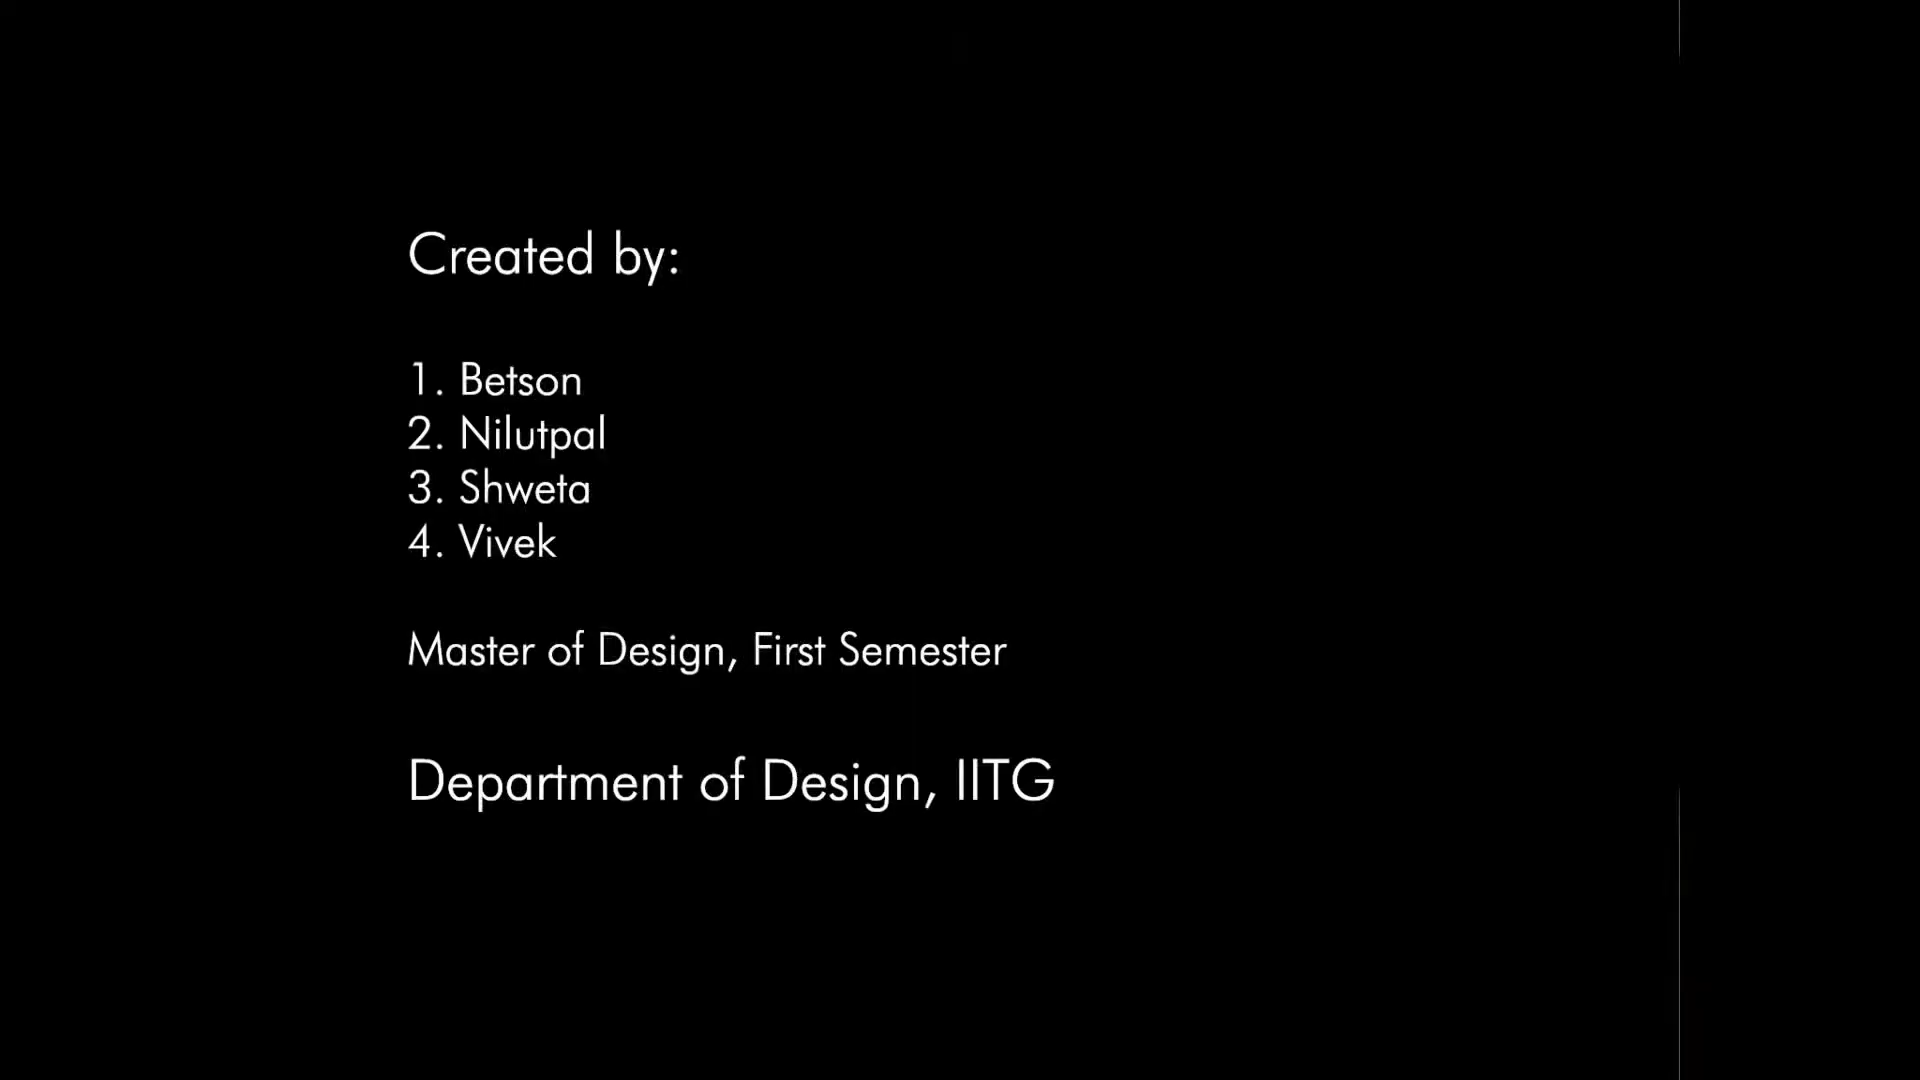 Created by:
1. Betson
2. Nilutpal
3. Shweta
4. Vivek
Master of Design, First Semester
Department of Design, IITG